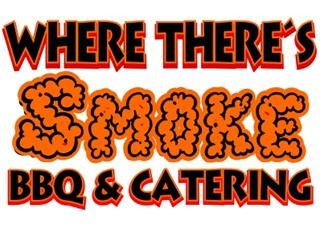 WHERE THERE'S
SMOKE
BBQ & CATERING